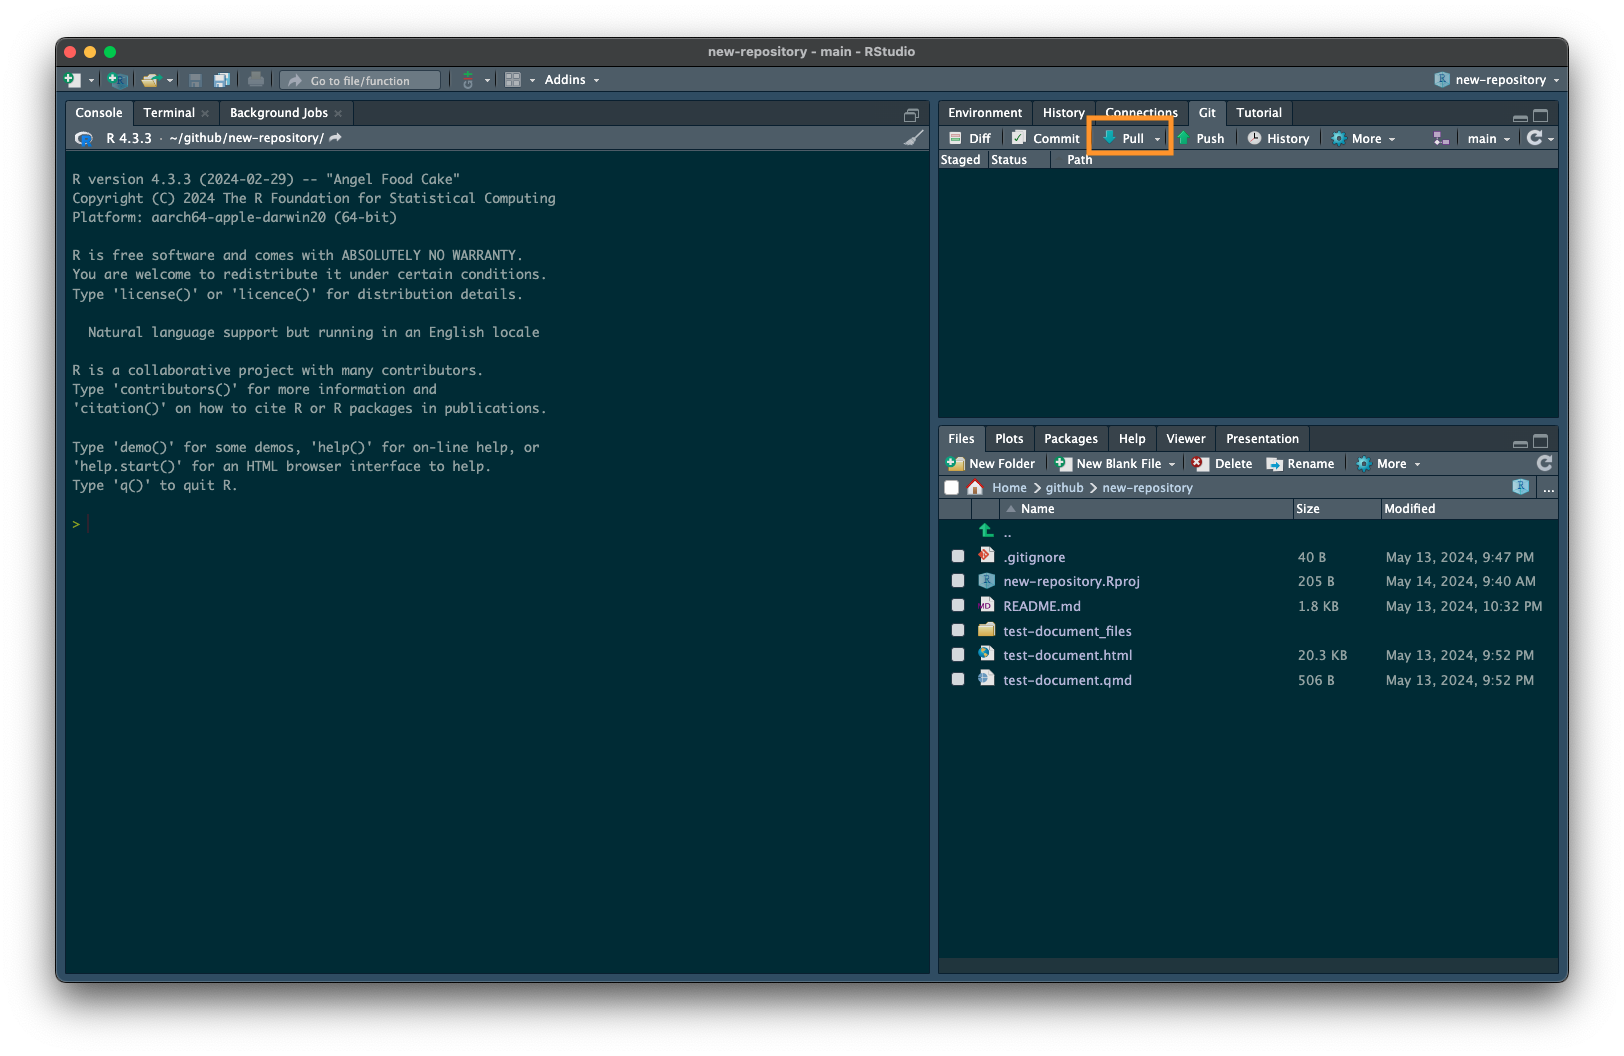 new-repository - main - RStudio
Go to file/function
Addins
new-repository
Console
Terminal
Background Jobs
R 4.3.3 · ~/github/new-repository/
R version 4.3.3 (2024-02-29) -- "Angel Food Cake"
Copyright (C) 2024 The R Foundation for Statistical Computing
Platform: aarch64-apple-darwin20 (64-bit)
R is free software and comes with ABSOLUTELY NO WARRANTY.
You are welcome to redistribute it under certain conditions.
Type 'license()' or 'licence()' for distribution details.
Natural language support but running in an English locale
R is a collaborative project with many contributors.
Type 'contributors()' for more information and
'citation()' on how to cite R or R packages in publications.
Type 'demo()' for some demos, 'help()' for on-line help, or
'help.start()' for an HTML browser interface to help.
Type 'q()' to quit R.
>
Environment History Connections Git Tutorial
Diff Commit Pull Push History More main
Staged Status Path
Files Plots Packages Help Viewer Presentation
New Folder New Blank File Delete Rename More
Home github new-repository ...
Name Size Modified
..
.gitignore 40 B May 13, 2024, 9:47 PM
new-repository.Rproj 205 B May 14, 2024, 9:40 AM
README.md 1.8 KB May 13, 2024, 10:32 PM
test-document_files
test-document.html 20.3 KB May 13, 2024, 9:52 PM
test-document.qmd 506 B May 13, 2024, 9:52 PM